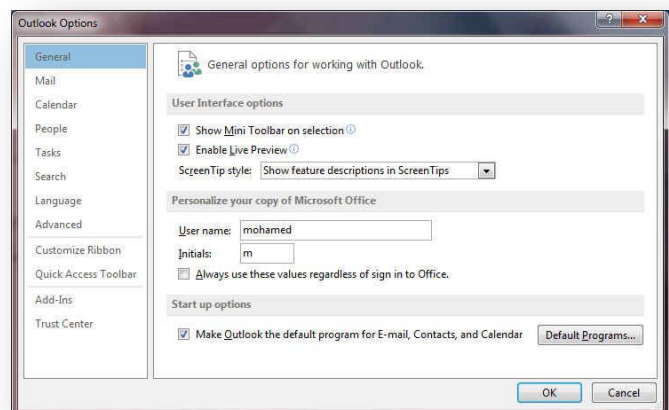 Outlook Options
General
Mail
Calendar
People
Tasks
Search
Language
Advanced
Customize Ribbon
Quick Access Toolbar
Add-Ins
Trust Center
General options for working with Outlook.
User Interface options
Show Mini Toolbar on selection
Enable Live Preview
ScreenTip style: Show feature descriptions in ScreenTips
Personalize your copy of Microsoft Office
User name: mohamed
Initials: m
Always use these values regardless of sign in to Office.
Start up options
Make Outlook the default program for E-mail, Contacts, and Calendar Default Programs...
OK Cancel